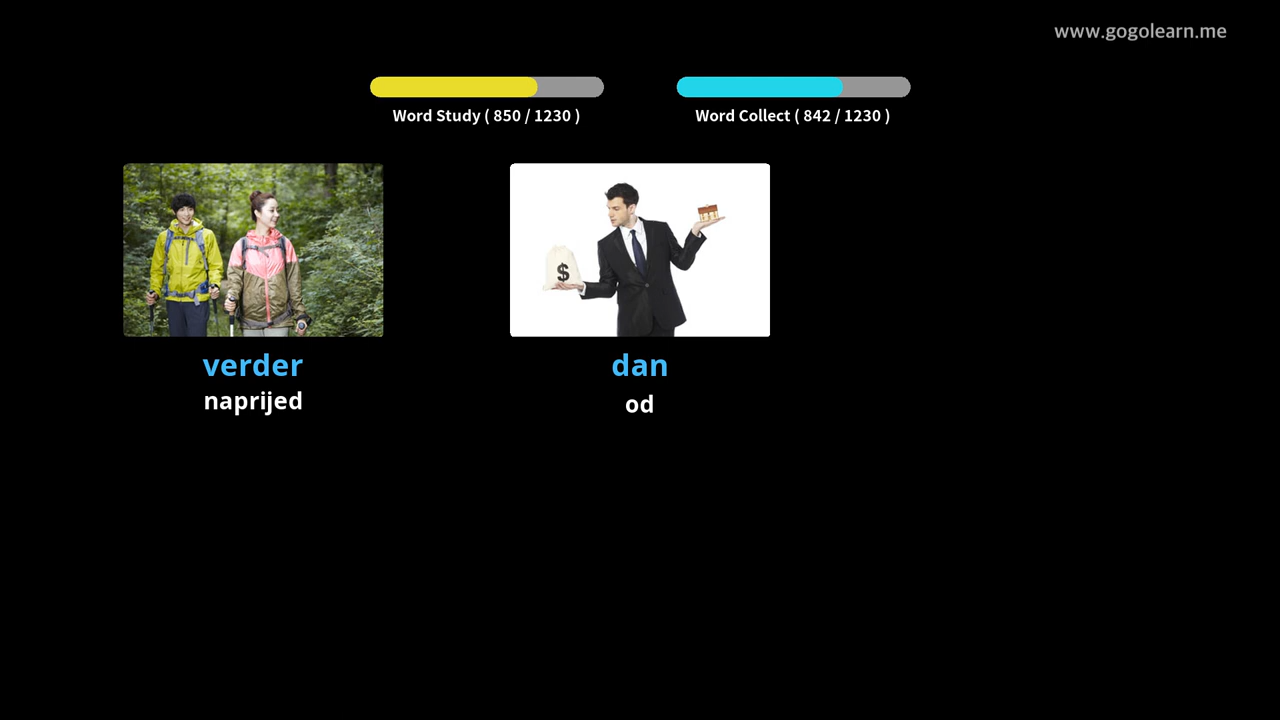 www.gogolearn.me
Word Study ( 850 / 1230 )
Word Collect ( 842 / 1230 )
$
verder
naprijed
dan
od